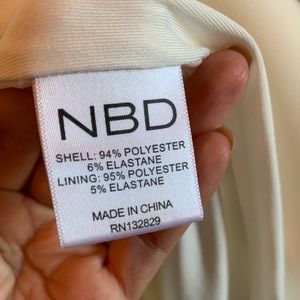 NBD
SHELL: 94% POLYESTER
6% ELASTANE
LINING: 95% POLYESTER
5% ELASTANE
MADE IN CHINA
RN132829